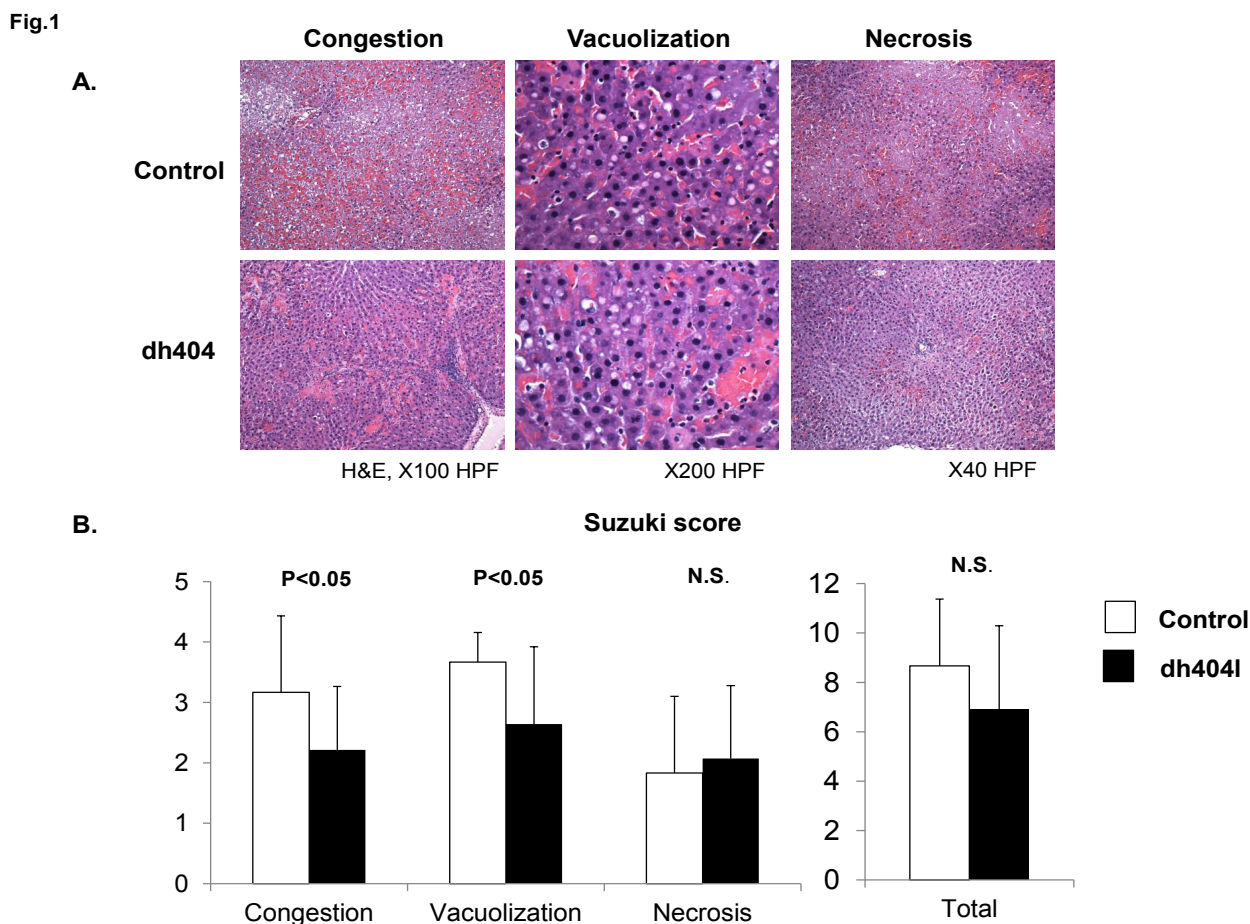 Fig.1
Congestion Vacuolization Necrosis
A.
Control
dh404
H&E, X100 HPF X200 HPF X40 HPF
B.
Suzuki score
P<0.05 P<0.05 N.S. N.S.
5
4
3
2
1
0
Congestion Vacuolization Necrosis
12
10
8
6
4
2
0
Total
Control
dh404I